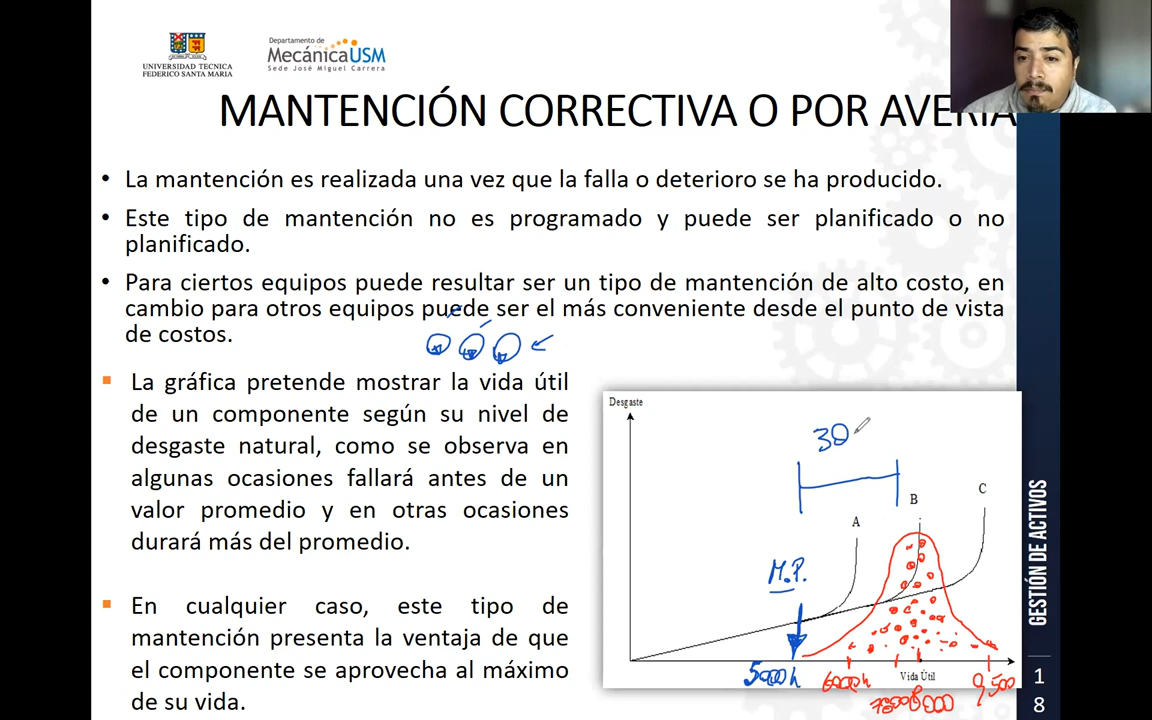 UNIVERSIDAD TECNICA
FEDERICO SANTA MARIA
Departamento de
MecánicaUSM
Sede José Miguel Carrera
MANTENCIÓN CORRECTIVA O POR AVERIA
• La mantención es realizada una vez que la falla o deterioro se ha producido.
• Este tipo de mantención no es programado y puede ser planificado o no
planificado.
• Para ciertos equipos puede resultar ser un tipo de mantención de alto costo, en
cambio para otros equipos puede ser el más conveniente desde el punto de vista
de costos.
La gráfica pretende mostrar la vida útil
de un componente según su nivel de
desgaste natural, como se observa en
algunas ocasiones fallará antes de un
valor promedio y en otras ocasiones
durará más del promedio.
En cualquier caso, este tipo de
mantención presenta la ventaja de que
el componente se aprovecha al máximo
de su vida.
Desgaste
30
A
B
C
M.P.
Vida Útil
5000h
6000h
9,500
GESTIÓN DE ACTIVOS
1
8